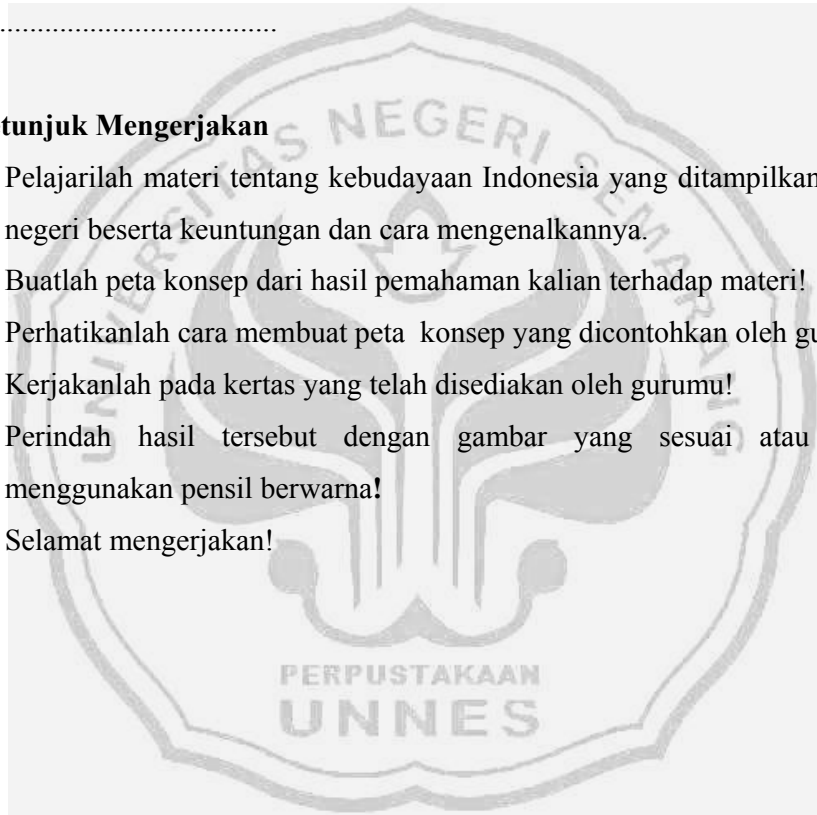 ....................................
tunjuk Mengerjakan
Pelajarilah materi tentang kebudayaan Indonesia yang ditampilkan
negeri beserta keuntungan dan cara mengenalkannya.
Buatlah peta konsep dari hasil pemahaman kalian terhadap materi!
Perhatikanlah cara membuat peta konsep yang dicontohkan oleh gu
Kerjakanlah pada kertas yang telah disediakan oleh gurumu!
Perindah hasil tersebut dengan gambar yang sesuai atau
menggunakan pensil berwarna!
Selamat mengerjakan!
UNIVERSITAS NEGERI SEMARANG
PERPUSTAKAAN
UNNES